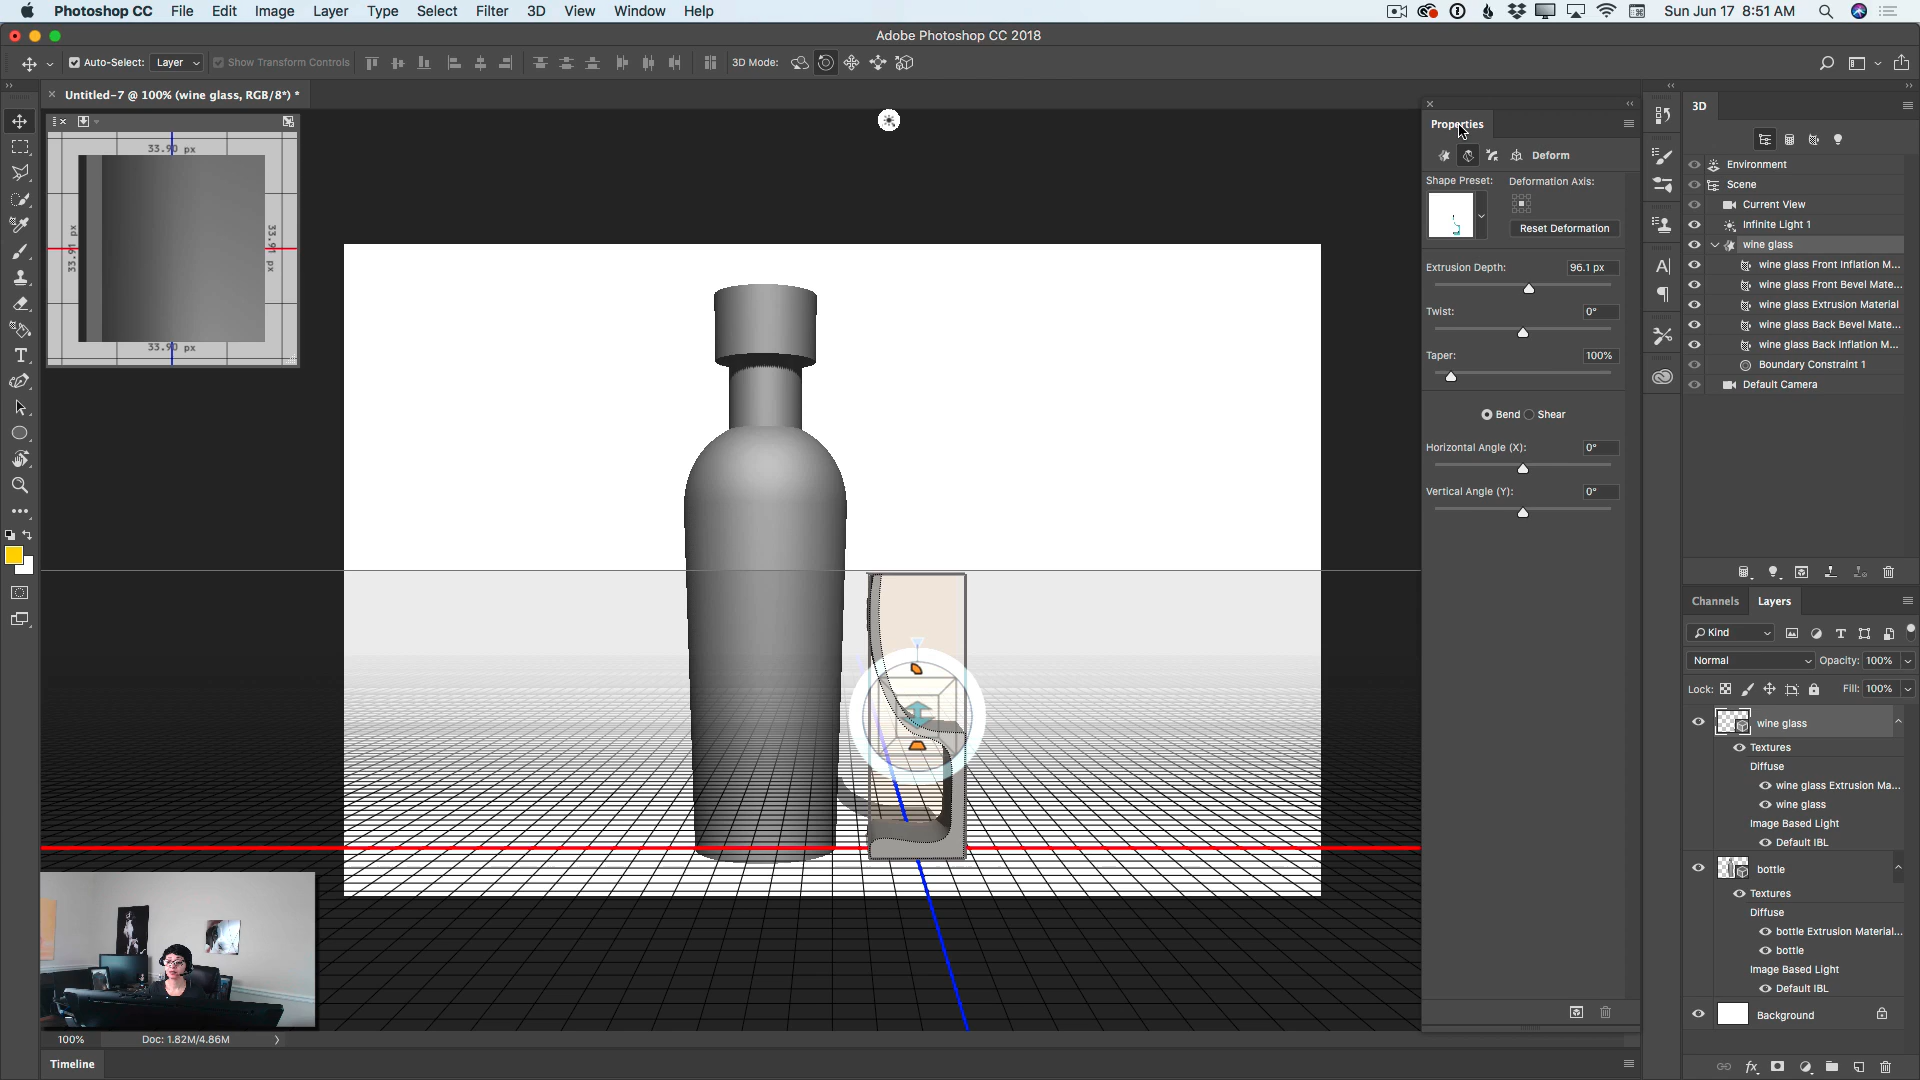 Photoshop CC File Edit Image Layer Type Select Filter 3D View Window Help Sun Jun 17 8:51 AM
Adobe Photoshop CC 2018
Auto-Select: Layer Show Transform Controls 3D Mode:
Untitled-7 @ 100% (wine glass, RGB/8*) *
33.90 px
33.91 px
33.91 px
33.90 px
Properties
Deform
Shape Preset: Deformation Axis:
Reset Deformation
Extrusion Depth: 96.1 px
Twist: 0°
Taper: 100%
Bend Shear
Horizontal Angle (X): 0°
Vertical Angle (Y): 0°
3D
Environment
Scene
Current View
Infinite Light 1
wine glass
wine glass Front Inflation M...
wine glass Front Bevel Mate...
wine glass Extrusion Material
wine glass Back Bevel Mate...
wine glass Back Inflation M...
Boundary Constraint 1
Default Camera
Channels Layers
Kind
Normal Opacity: 100%
Lock: Fill: 100%
wine glass
Textures
Diffuse
wine glass Extrusion Ma...
wine glass
Image Based Light
Default IBL
bottle
Textures
Diffuse
bottle Extrusion Material...
bottle
Image Based Light
Default IBL
Background
100% Doc: 1.82M/4.86M
Timeline